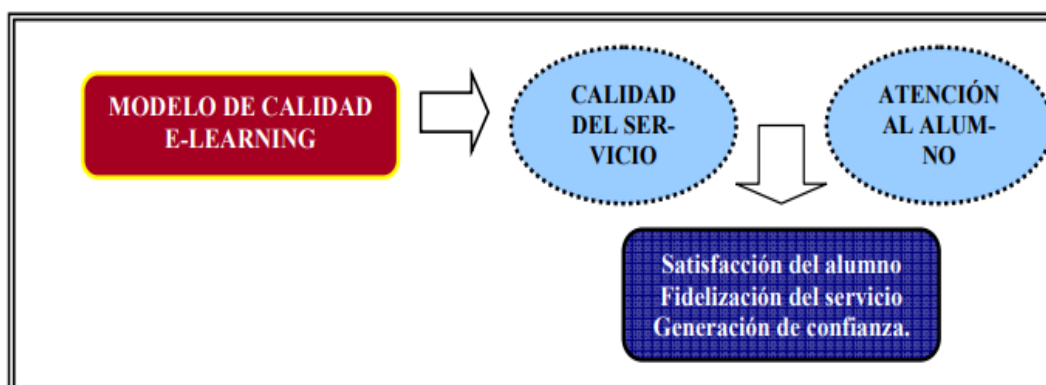 MODELO DE CALIDAD
E-LEARNING
CALIDAD
DEL SER-
VICIO
ATENCIÓN
AL ALUM-
NO
Satisfacción del alumno
Fidelización del servicio
Generación de confianza.